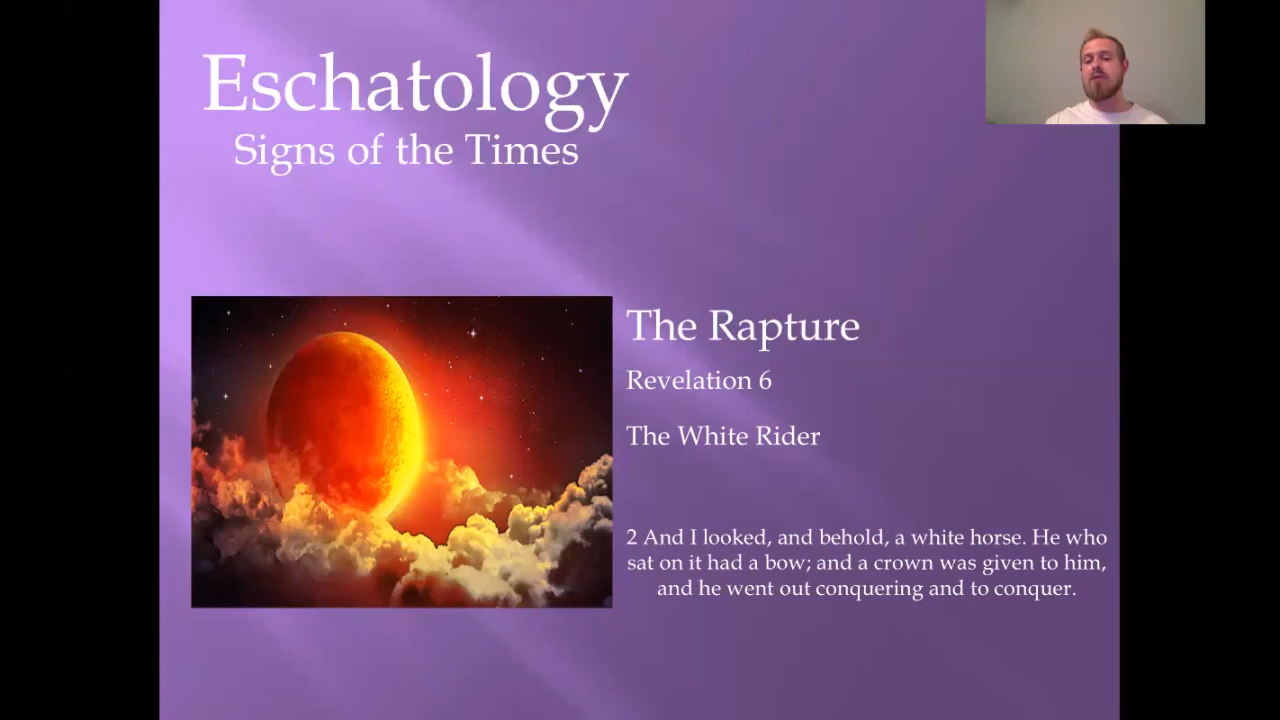 Eschatology
Signs of the Times
The Rapture
Revelation 6
The White Rider
2 And I looked, and behold, a white horse. He who
sat on it had a bow; and a crown was given to him,
and he went out conquering and to conquer.